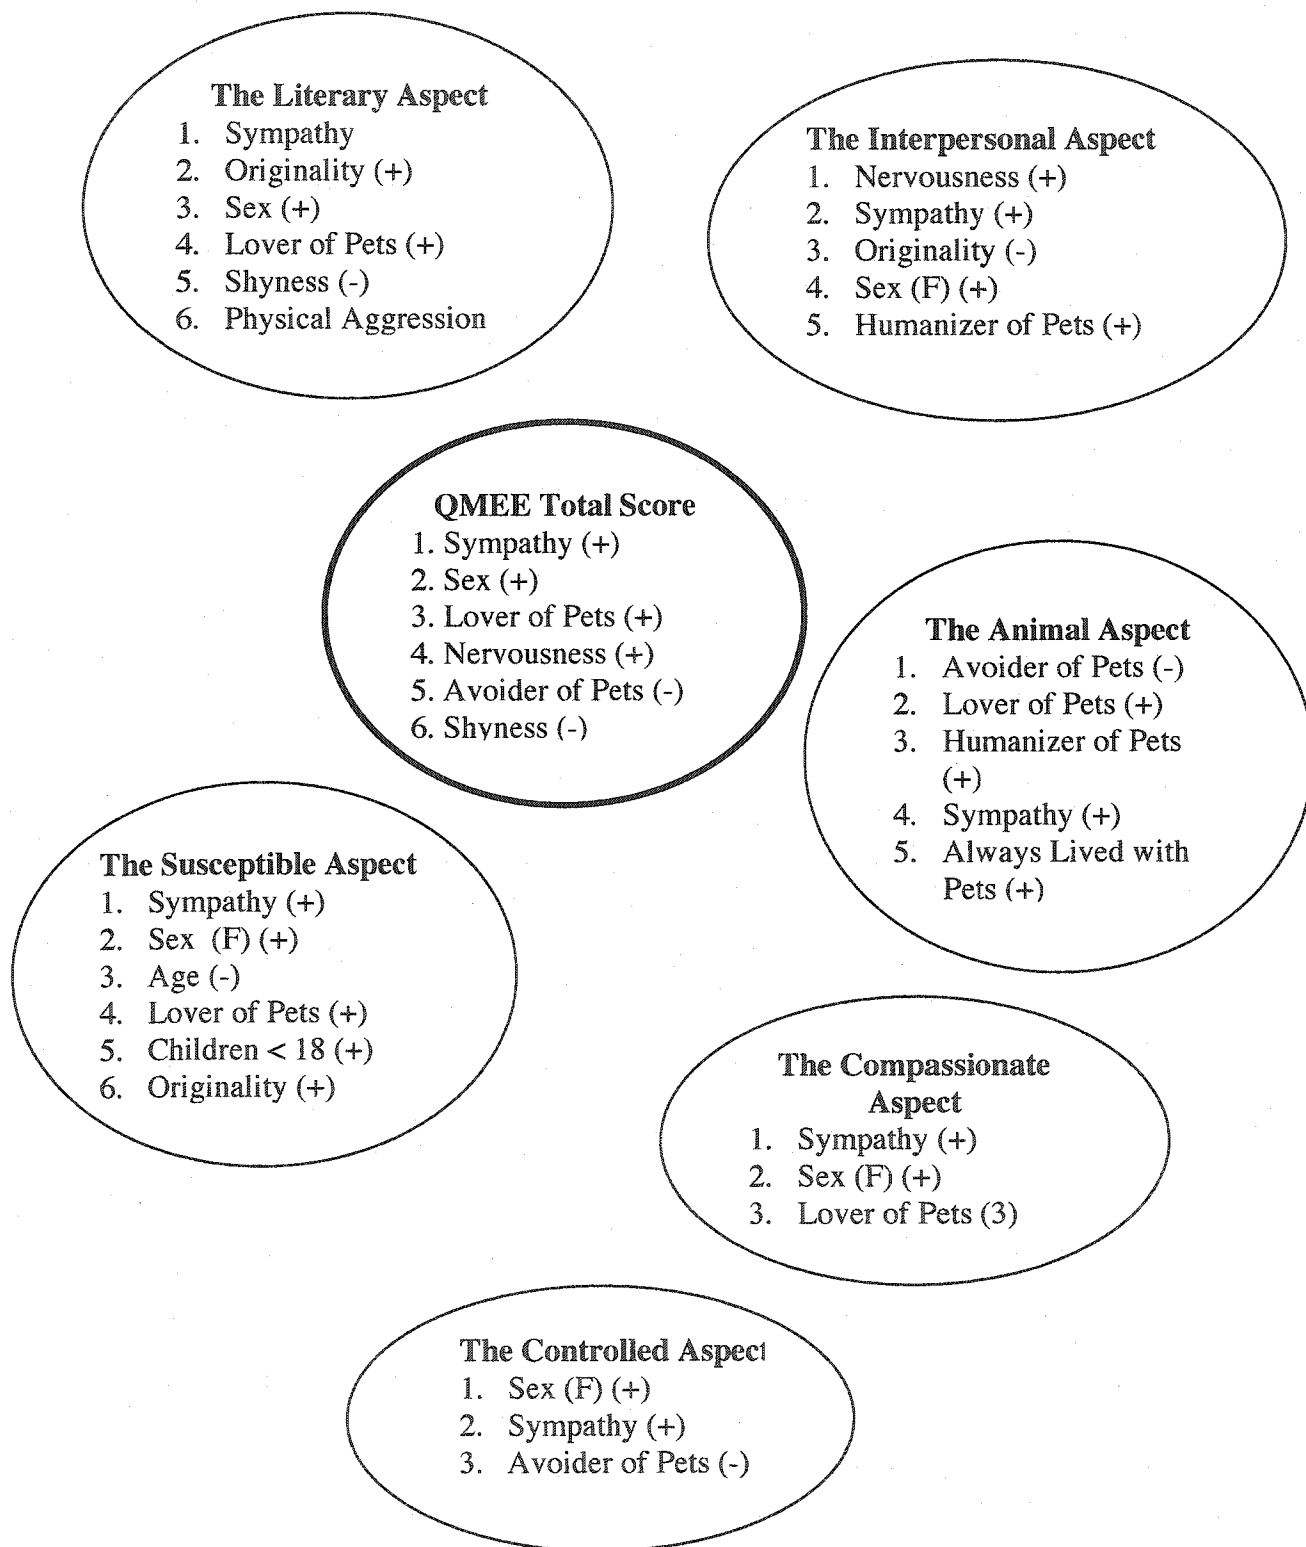 The Literary Aspect
1. Sympathy
2. Originality (+)
3. Sex (+)
4. Lover of Pets (+)
5. Shyness (-)
6. Physical Aggression
The Interpersonal Aspect
1. Nervousness (+)
2. Sympathy (+)
3. Originality (-)
4. Sex (F) (+)
5. Humanizer of Pets (+)
QMEE Total Score
1. Sympathy (+)
2. Sex (+)
3. Lover of Pets (+)
4. Nervousness (+)
5. Avoider of Pets (-)
6. Shyness (-)
The Animal Aspect
1. Avoider of Pets (-)
2. Lover of Pets (+)
3. Humanizer of Pets
(+)
4. Sympathy (+)
5. Always Lived with
Pets (+)
The Susceptible Aspect
1. Sympathy (+)
2. Sex (F) (+)
3. Age (-)
4. Lover of Pets (+)
5. Children < 18 (+)
6. Originality (+)
The Compassionate
Aspect
1. Sympathy (+)
2. Sex (F) (+)
3. Lover of Pets (3)
The Controlled Aspect
1. Sex (F) (+)
2. Sympathy (+)
3. Avoider of Pets (-)